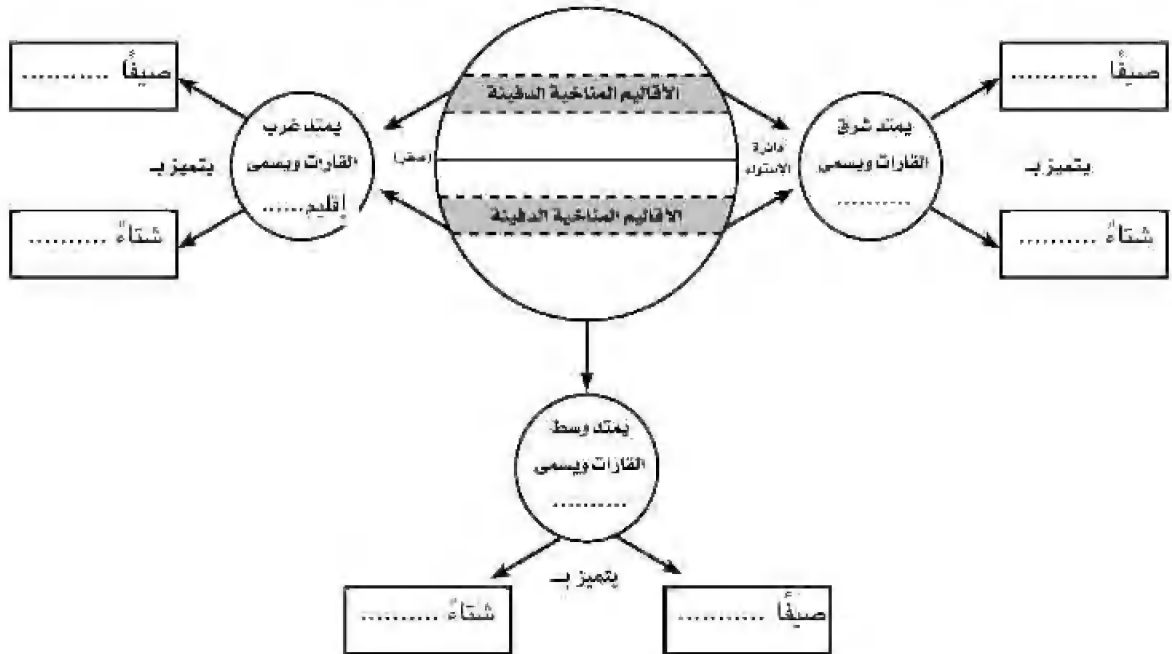 الأقاليم المناخية الدفيئة
دائرة
الاستواء
(صفر)
الأقاليم المناخية الدفيئة
يمتد شرق
القارات ويسمى
..........
يتميز بـ
صيفًا ...........
شتاءً ..........
يمتد غرب
القارات ويسمى
إقليم......
يتميز بـ
صيفًا ...........
شتاءً ..........
يمتد وسط
القارات ويسمى
..........
يتميز بـ
صيفًا ...........
شتاءً ..........